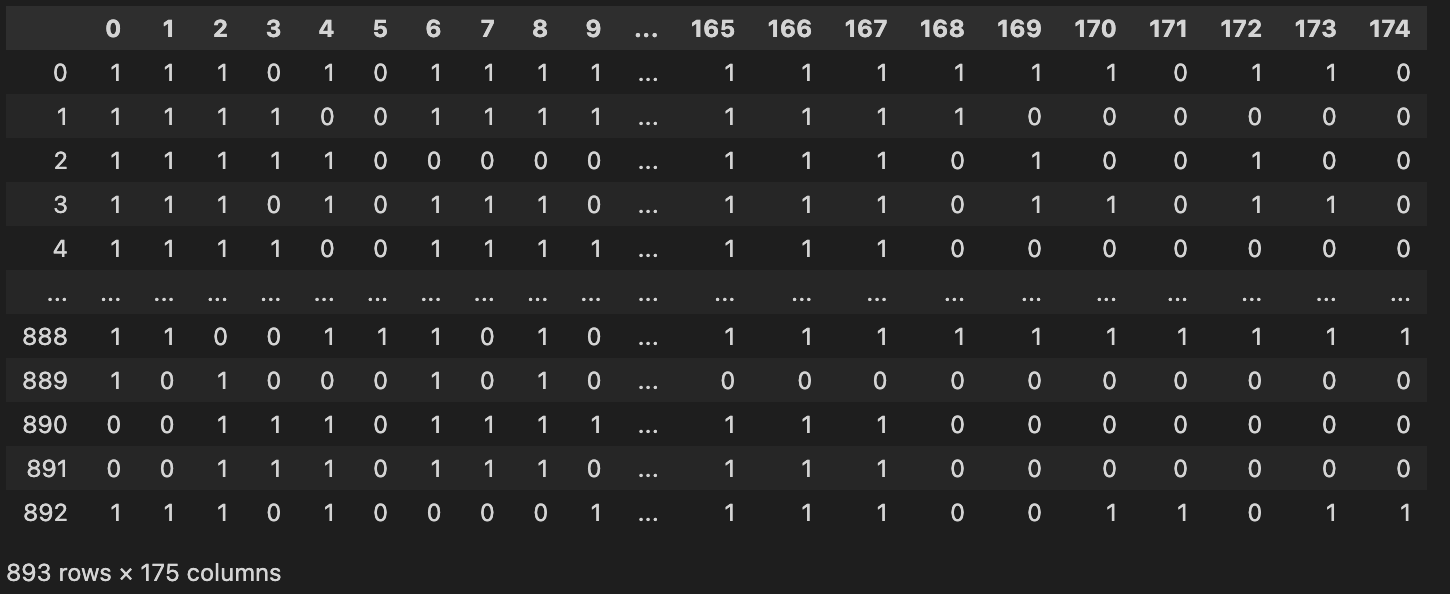 0 1 2 3 4 5 6 7 8 9 ... 165 166 167 168 169 170 171 172 173 174
0 1 1 1 0 1 0 1 1 1 1 ... 1 1 1 1 1 1 0 1 1 0
1 1 1 1 1 0 0 1 1 1 1 ... 1 1 1 1 0 0 0 0 0 0
2 1 1 1 1 1 0 0 0 0 0 ... 1 1 1 0 1 0 0 1 0 0
3 1 1 1 0 1 0 1 1 1 0 ... 1 1 1 0 1 1 0 1 1 0
4 1 1 1 1 0 0 1 1 1 1 ... 1 1 1 0 0 0 0 0 0 0
... ... ... ... ... ... ... ... ... ... ... ... ... ... ... ... ... ... ... ... ... ...
888 1 1 0 0 1 1 1 0 1 0 ... 1 1 1 1 1 1 1 1 1 1
889 1 0 1 0 0 0 1 0 1 0 ... 0 0 0 0 0 0 0 0 0 0
890 0 0 1 1 1 0 1 1 1 1 ... 1 1 1 0 0 0 0 0 0 0
891 0 0 1 1 1 0 1 1 1 0 ... 1 1 1 0 0 0 0 0 0 0
892 1 1 1 0 1 0 0 0 0 1 ... 1 1 1 0 0 1 1 0 1 1
893 rows × 175 columns